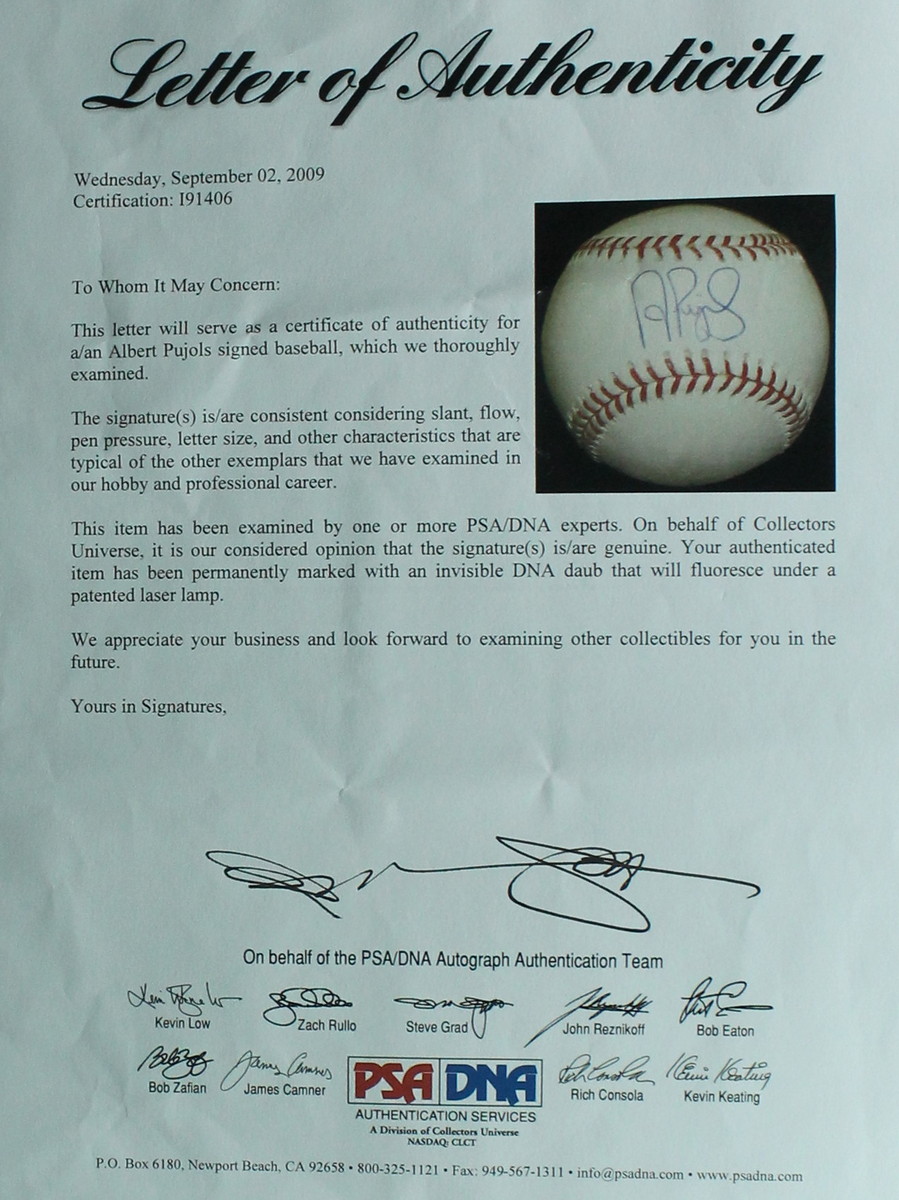 Letter of Authenticity
Wednesday, September 02, 2009
Certification: I91406
To Whom It May Concern:
This letter will serve as a certificate of authenticity for
a/an Albert Pujols signed baseball, which we thoroughly
examined.
The signature(s) is/are consistent considering slant, flow,
pen pressure, letter size, and other characteristics that are
typical of the other exemplars that we have examined in
our hobby and professional career.
This item has been examined by one or more PSA/DNA experts. On behalf of Collectors
Universe, it is our considered opinion that the signature(s) is/are genuine. Your authenticated
item has been permanently marked with an invisible DNA daub that will fluoresce under a
patented laser lamp.
We appreciate your business and look forward to examining other collectibles for you in the
future.
Yours in Signatures,
On behalf of the PSA/DNA Autograph Authentication Team
Kevin Low Zach Rullo Steve Grad John Reznikoff Bob Eaton
James Camner Rich Consola Kevin Keating
Bob Zafian James Camner Rich Consola Kevin Keating
PSA DNA
AUTHENTICATION SERVICES
A Division of Collectors Universe
NASDAQ: CLCT
P.O. Box 6180, Newport Beach, CA 92658 • 800-325-1121 • Fax: 949-567-1311 • info@psadna.com • www.psadna.com